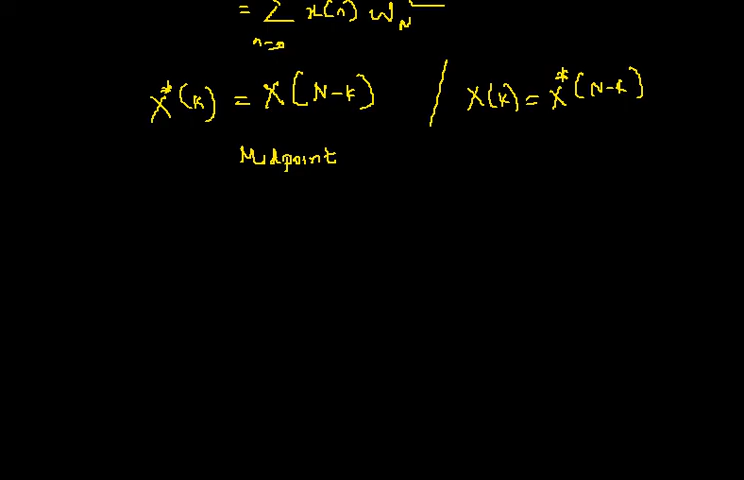 = Σ x(n) W_N
n=0
X*(k) = X(N-k) / X(k) = X*(N-k)
Midpoint